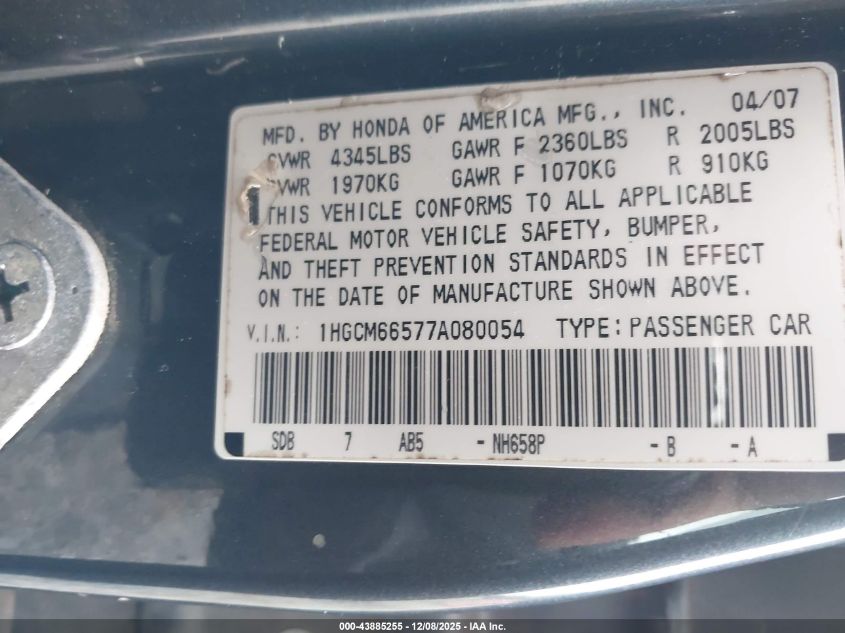 04/07
MFD. BY HONDA OF AMERICA MFG., INC.
GVWR 4345LBS GAWR F 2360LBS R 2005LBS
GVWR 1970KG GAWR F 1070KG R 910KG
THIS VEHICLE CONFORMS TO ALL APPLICABLE
FEDERAL MOTOR VEHICLE SAFETY, BUMPER,
AND THEFT PREVENTION STANDARDS IN EFFECT
ON THE DATE OF MANUFACTURE SHOWN ABOVE.
V.I.N.: 1HGCM66577A080054 TYPE: PASSENGER CAR
SDB 7 AB5 - NH658P - B - A
000-43885255 - 12/08/2025 - IAA Inc.